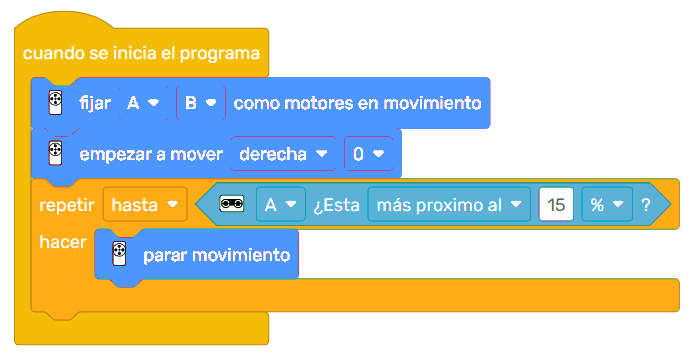 cuando se inicia el programa
fijar A B como motores en movimiento
empezar a mover derecha 0
repetir hasta A ¿Esta más proximo al 15 % ?
hacer
parar movimiento